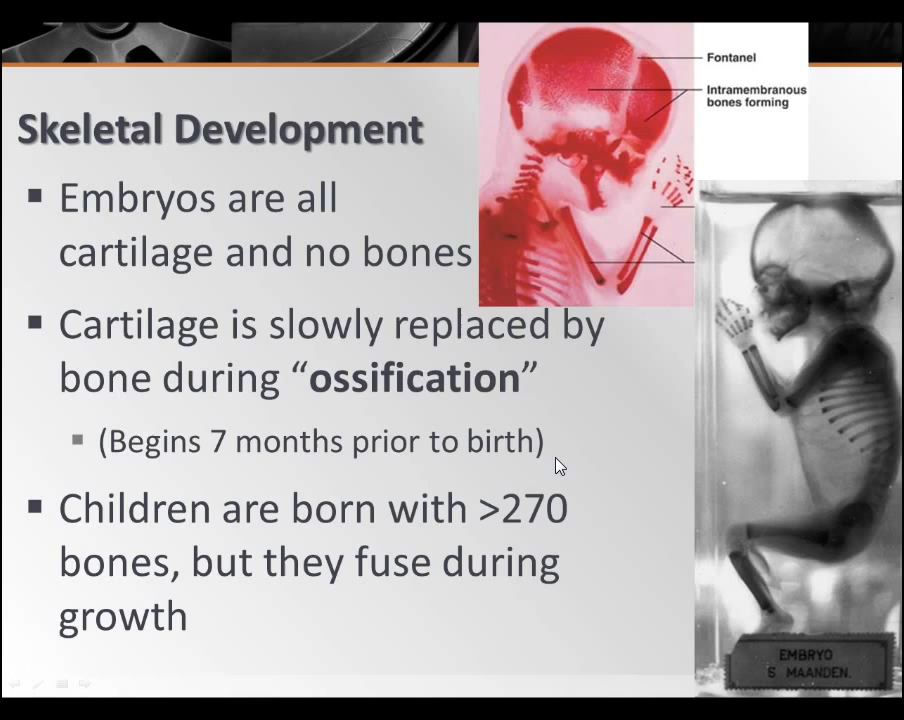 Fontanel
Intramembranous
bones forming
Skeletal Development
Embryos are all
cartilage and no bones
Cartilage is slowly replaced by
bone during “ossification”
(Begins 7 months prior to birth)
Children are born with >270
bones, but they fuse during
growth
EMBRYO
MAANDEN.